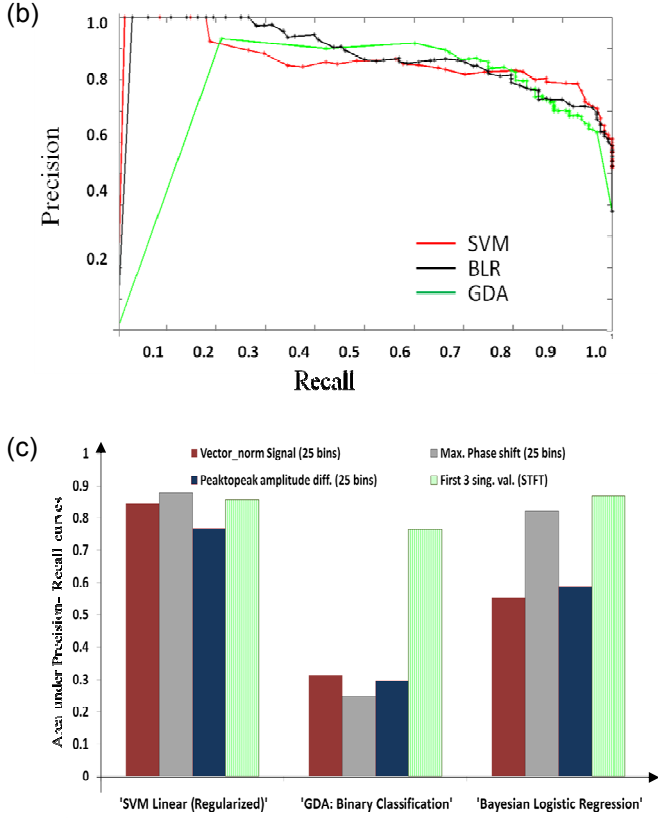 (b)
1.0
0.8
0.6
0.4
0.2
Precision
SVM
BLR
GDA
0.1 0.2 0.3 0.4 0.5 0.6 0.7 0.8 0.9 1.0
Recall
(c)
1
0.9
0.8
0.7
0.6
0.5
0.4
0.3
0.2
0.1
0
Area under Precision- Recall curves
Vector_norm Signal (25 bins)
Max. Phase shift (25 bins)
Peaktopeak amplitude diff. (25 bins)
First 3 sing. val. (STFT)
'SVM Linear (Regularized)' 'GDA: Binary Classification' 'Bayesian Logistic Regression'